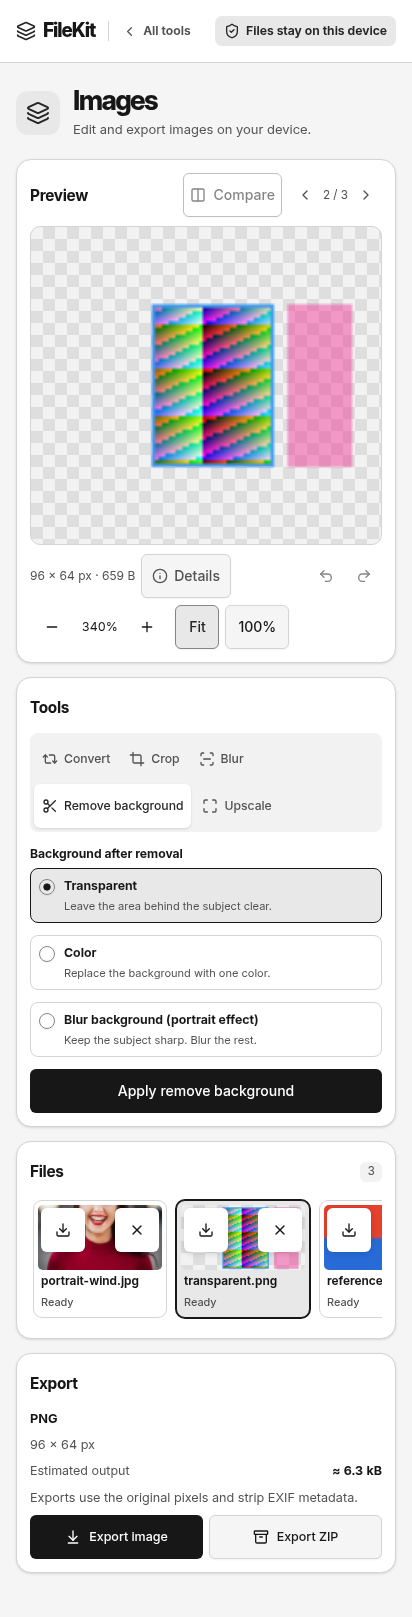 FileKit
All tools
Files stay on this device
Images
Edit and export images on your device.
Preview
Compare
2 / 3
96 × 64 px · 659 B
Details
340%
Fit
100%
Tools
Convert
Crop
Blur
Remove background
Upscale
Background after removal
Transparent
Leave the area behind the subject clear.
Color
Replace the background with one color.
Blur background (portrait effect)
Keep the subject sharp. Blur the rest.
Apply remove background
Files
3
portrait-wind.jpg
Ready
transparent.png
Ready
reference
Ready
Export
PNG
96 × 64 px
Estimated output
≈ 6.3 kB
Exports use the original pixels and strip EXIF metadata.
Export Image
Export ZIP